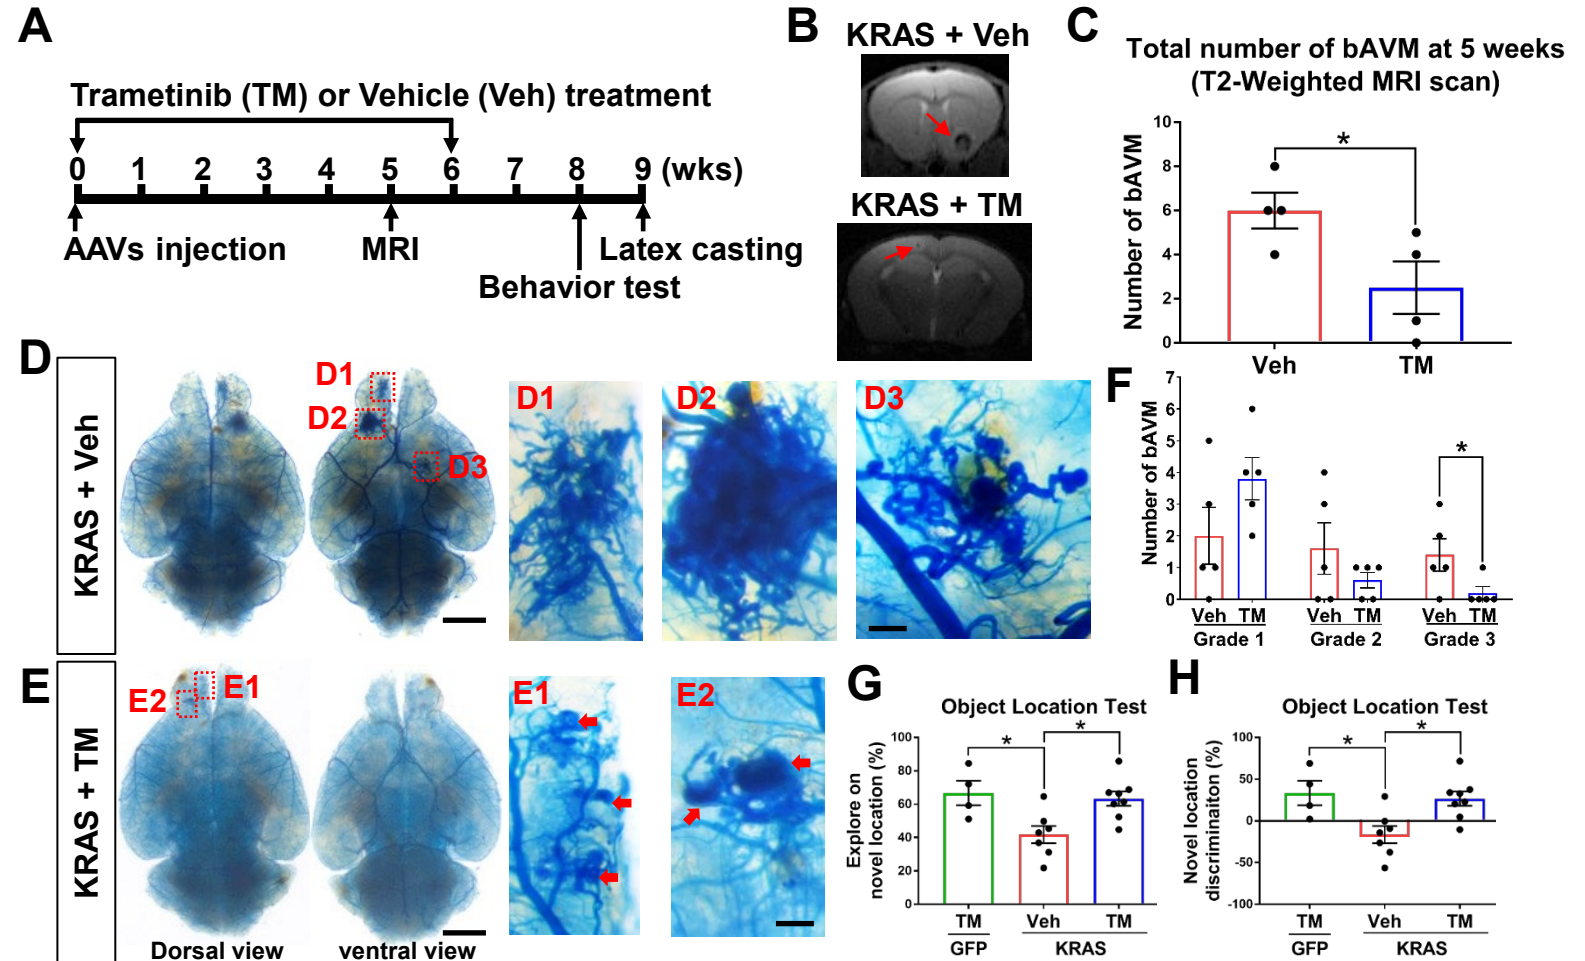 A
Trametinib (TM) or Vehicle (Veh) treatment
0 1 2 3 4 5 6 7 8 9 (wks)
AAVs injection MRI Latex casting
Behavior test
B
KRAS + Veh
KRAS + TM
C
Total number of bAVM at 5 weeks
(T2-Weighted MRI scan)
Number of bAVM
10
8
6
4
2
0
*
Veh TM
D
KRAS + Veh
D1
D2
D3
D1
D2
D3
E
KRAS + TM
E1
E2
E1
E2
Dorsal view ventral view
F
Number of bAVM
7
6
5
4
3
2
1
0
*
Veh TM Veh TM Veh TM
Grade 1 Grade 2 Grade 3
G
Object Location Test
Explore on
novel location (%)
100
80
60
40
20
0
* *
TM Veh TM
GFP KRAS
H
Object Location Test
Novel location
discriminaiton (%)
100
50
0
-50
-100
* *
TM Veh TM
GFP KRAS